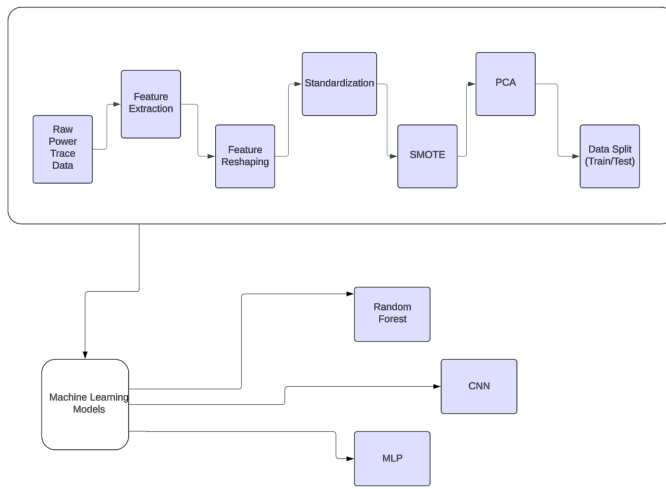 Raw
Power
Trace
Data
Feature
Extraction
Feature
Reshaping
Standardization
SMOTE
PCA
Data Split
(Train/Test)
Machine Learning
Models
Random
Forest
CNN
MLP